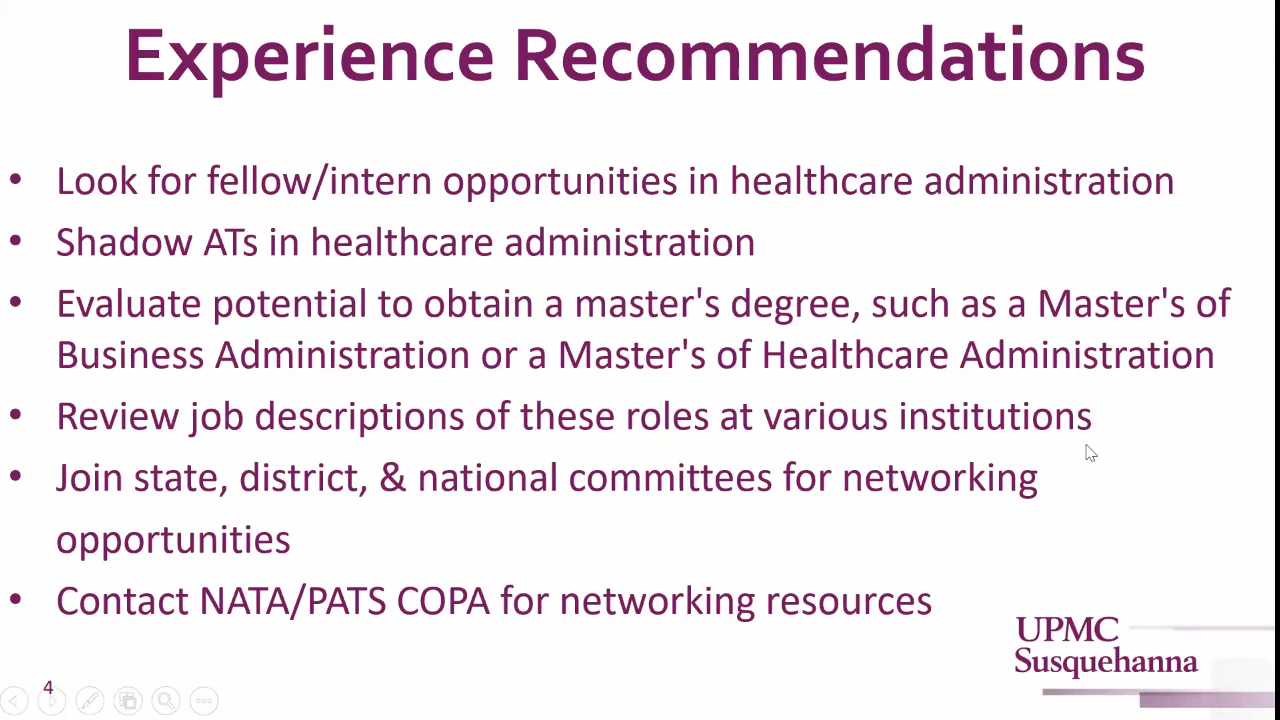 Experience Recommendations
• Look for fellow/intern opportunities in healthcare administration
• Shadow ATs in healthcare administration
• Evaluate potential to obtain a master's degree, such as a Master's of
Business Administration or a Master's of Healthcare Administration
• Review job descriptions of these roles at various institutions
• Join state, district, & national committees for networking
opportunities
• Contact NATA/PATS COPA for networking resources
UPMC
Susquehanna
4